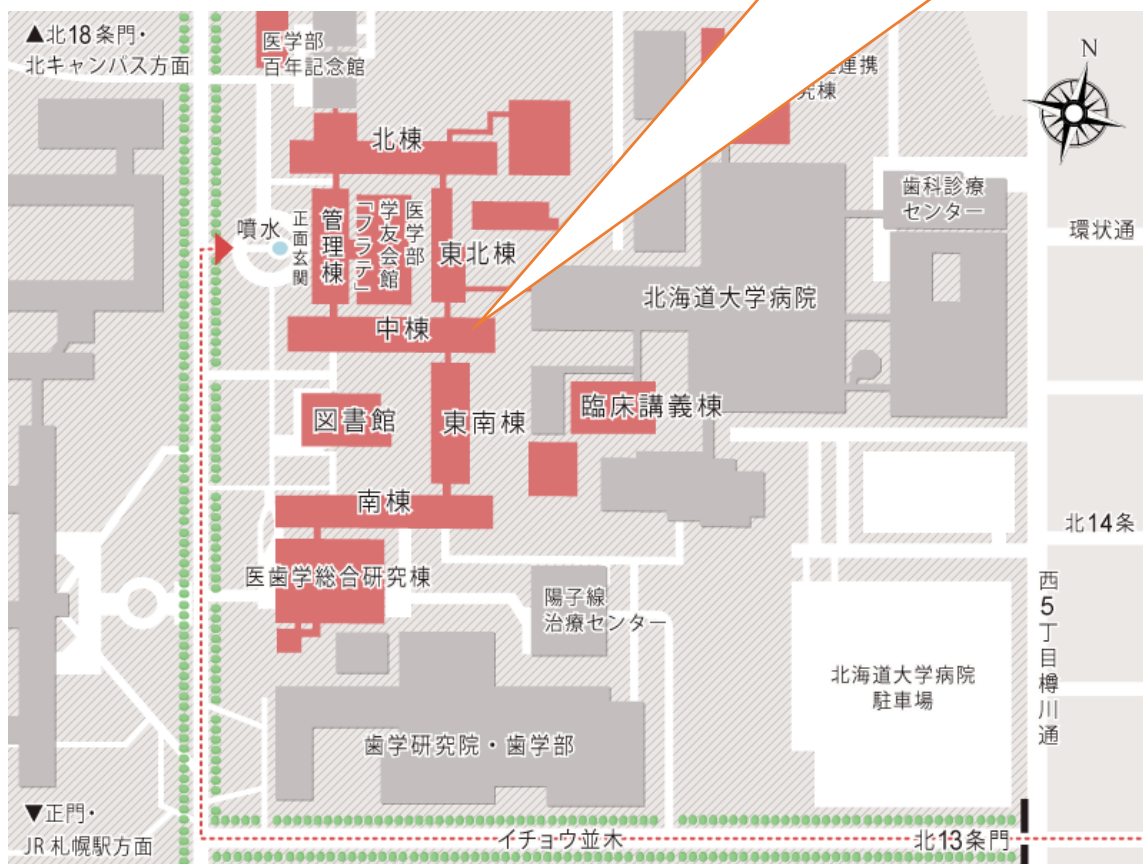 ▲北18条門・
北キャンパス方面
医学部
百年記念館
連携
究棟
N
北棟
歯科診療
センター
環状通
噴水
正面玄関
管理棟
医学部
学友会館
「フラテ」
東北棟
北海道大学病院
中棟
図書館
東南棟
臨床講義棟
南棟
北14条
医歯学総合研究棟
陽子線
治療センター
西5丁目樽川通
北海道大学病院
駐車場
歯学研究院・歯学部
▼正門・
JR札幌駅方面
イチョウ並木
北13条門